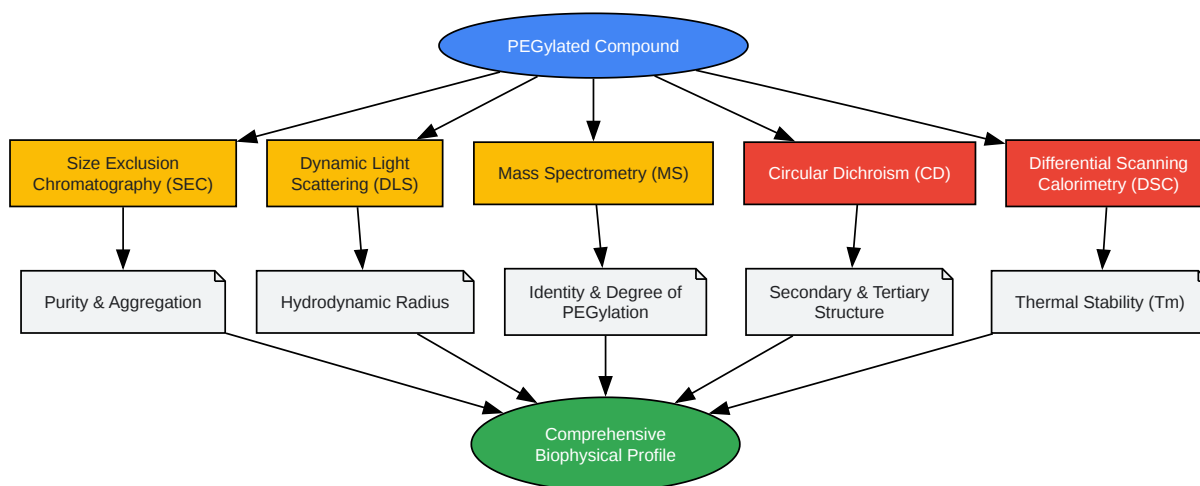 PEGylated Compound
Size Exclusion
Chromatography (SEC)
Dynamic Light
Scattering (DLS)
Mass Spectrometry (MS)
Circular Dichroism (CD)
Differential Scanning
Calorimetry (DSC)
Purity & Aggregation
Hydrodynamic Radius
Identity & Degree of
PEGylation
Secondary & Tertiary
Structure
Thermal Stability (Tm)
Comprehensive
Biophysical Profile